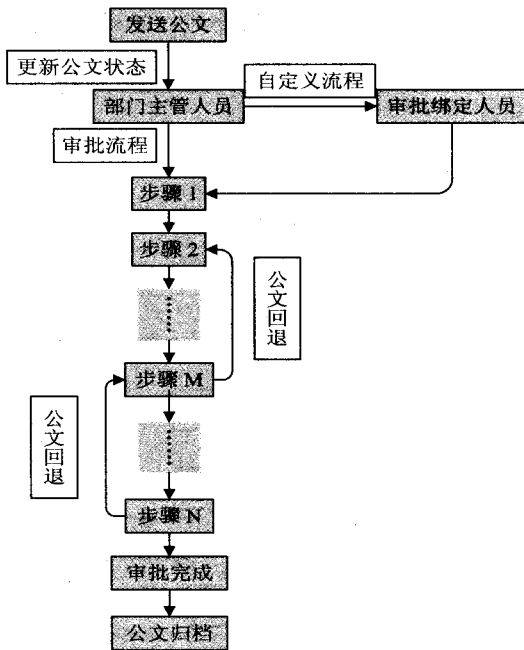 发送公文
更新公文状态
自定义流程
部门主管人员
审批绑定人员
审批流程
步骤 1
步骤 2
公文回退
……
步骤 M
公文回退
……
步骤 N
审批完成
公文归档